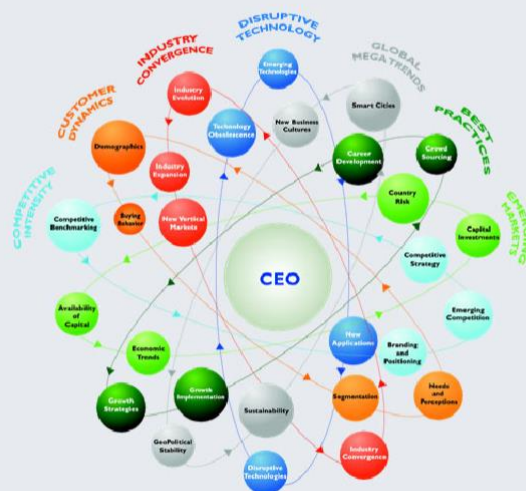 DISRUPTIVE
TECHNOLOGY
INDUSTRY
CONVERGENCE
GLOBAL
MEGATRENDS
CUSTOMER
DYNAMICS
BEST
PRACTICES
COMPETITIVE
INTENSITY
EMERGING
MARKETS
Emerging
Technologies
Industry
Evolution
Smart Cities
Technology
Obsolescence
New Business
Cultures
Demographics
Career
Development
Crowd
Sourcing
Industry
Expansion
Country
Risk
Competitive
Benchmarking
Buying
Behavior
New Vertical
Markets
Capital
Investments
Competitive
Strategy
CEO
Availability
of
Capital
Emerging
Competition
Economic
Trends
New
Applications
Branding
and
Positioning
Growth
Strategies
Growth
Implementation
Sustainability
Segmentation
Needs
and
Perceptions
GeoPolitical
Stability
Industry
Convergence
Disruptive
Technologies